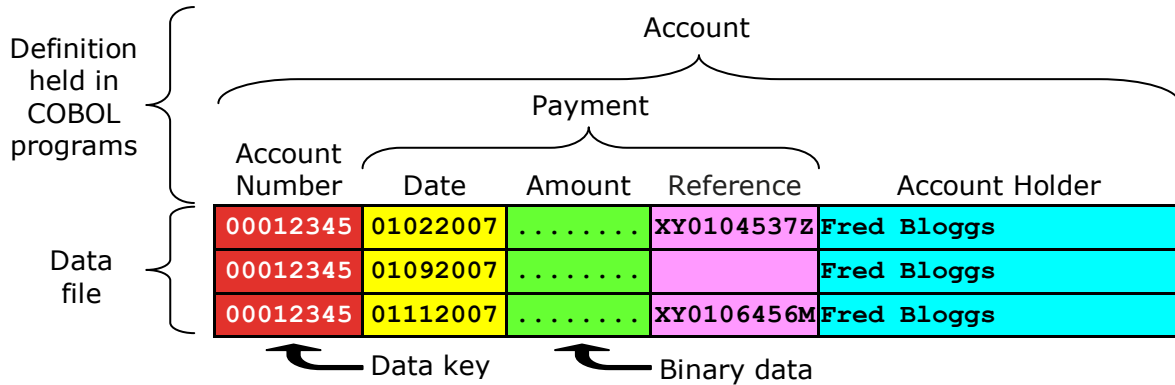 Account
Definition
held in
COBOL
programs
Payment
Account
Number Date Amount Reference Account Holder
00012345 01022007 ........ XY0104537Z Fred Bloggs
Data
file
00012345 01092007 ........ Fred Bloggs
00012345 01112007 ........ XY0106456M Fred Bloggs
Data key Binary data